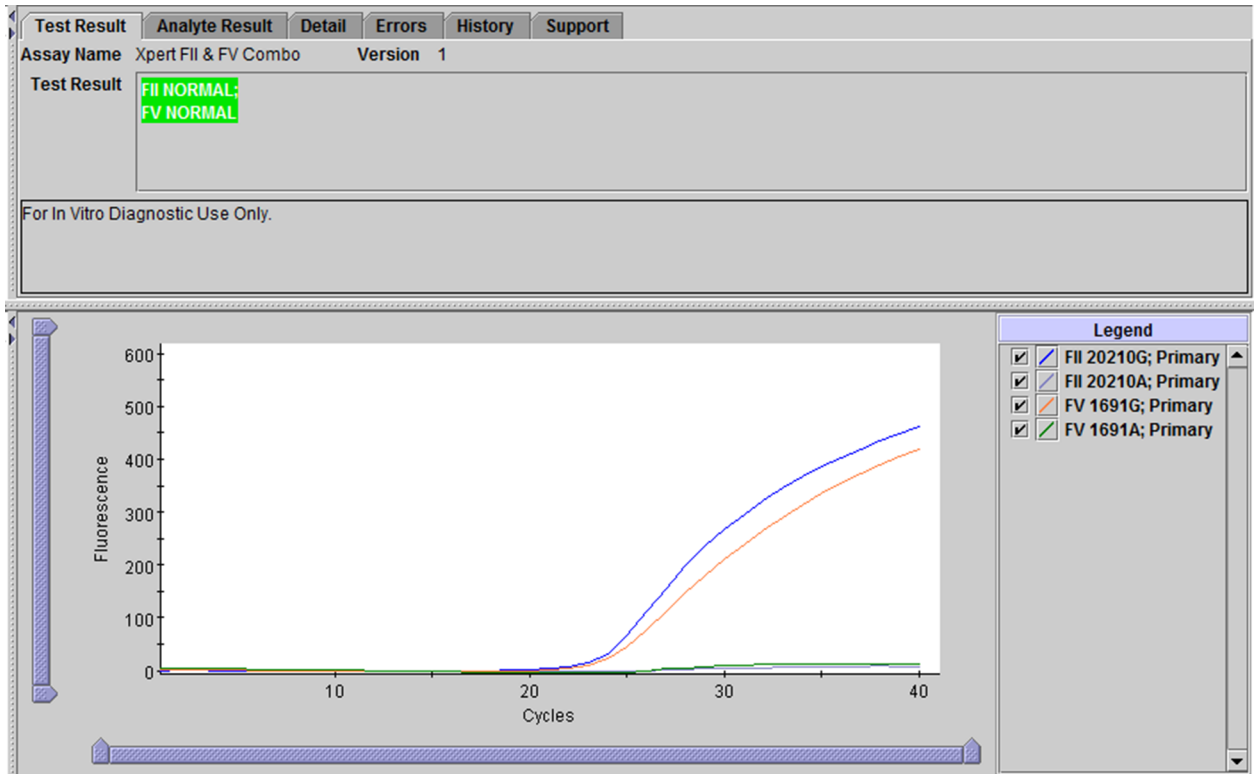 Test Result Analyte Result Detail Errors History Support
Assay Name Xpert FII & FV Combo Version 1
Test Result
FII NORMAL;
FV NORMAL
For In Vitro Diagnostic Use Only.
Legend
FII 20210G; Primary
FII 20210A; Primary
FV 1691G; Primary
FV 1691A; Primary
Fluorescence
600
500
400
300
200
100
0
10 20 30 40
Cycles